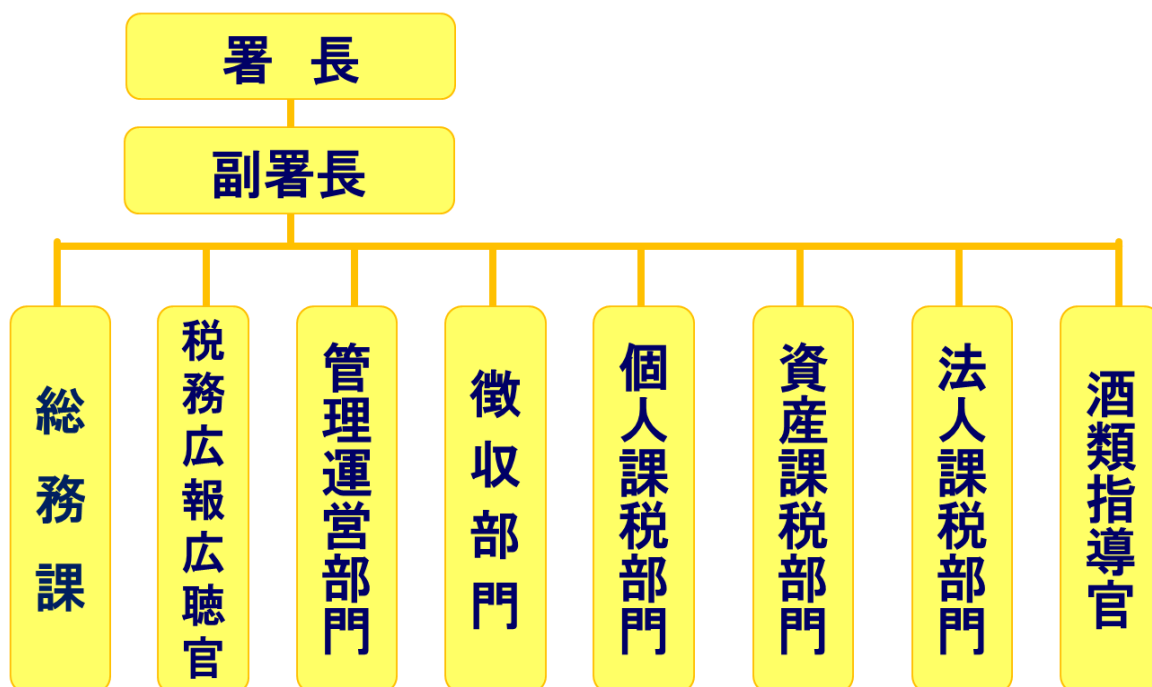 署 長
副署長
総務課
税務広報広聴官
管理運営部門
徴収部門
個人課税部門
資産課税部門
法人課税部門
酒類指導官